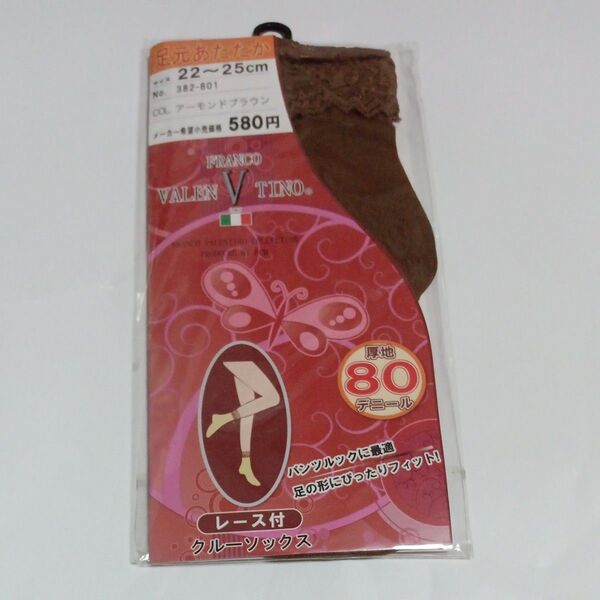 足元あたたか
サイズ 22～25cm
No. 382-801
COL. アーモンドブラウン
メーカー希望小売価格 580円
FRANCO
VALEN V TINO®
FRANCO VALENTINO COLLECTION
厚地
80
デニール
パンツルックに最適
足の形にぴったりフィット!
レース付
クルーソックス